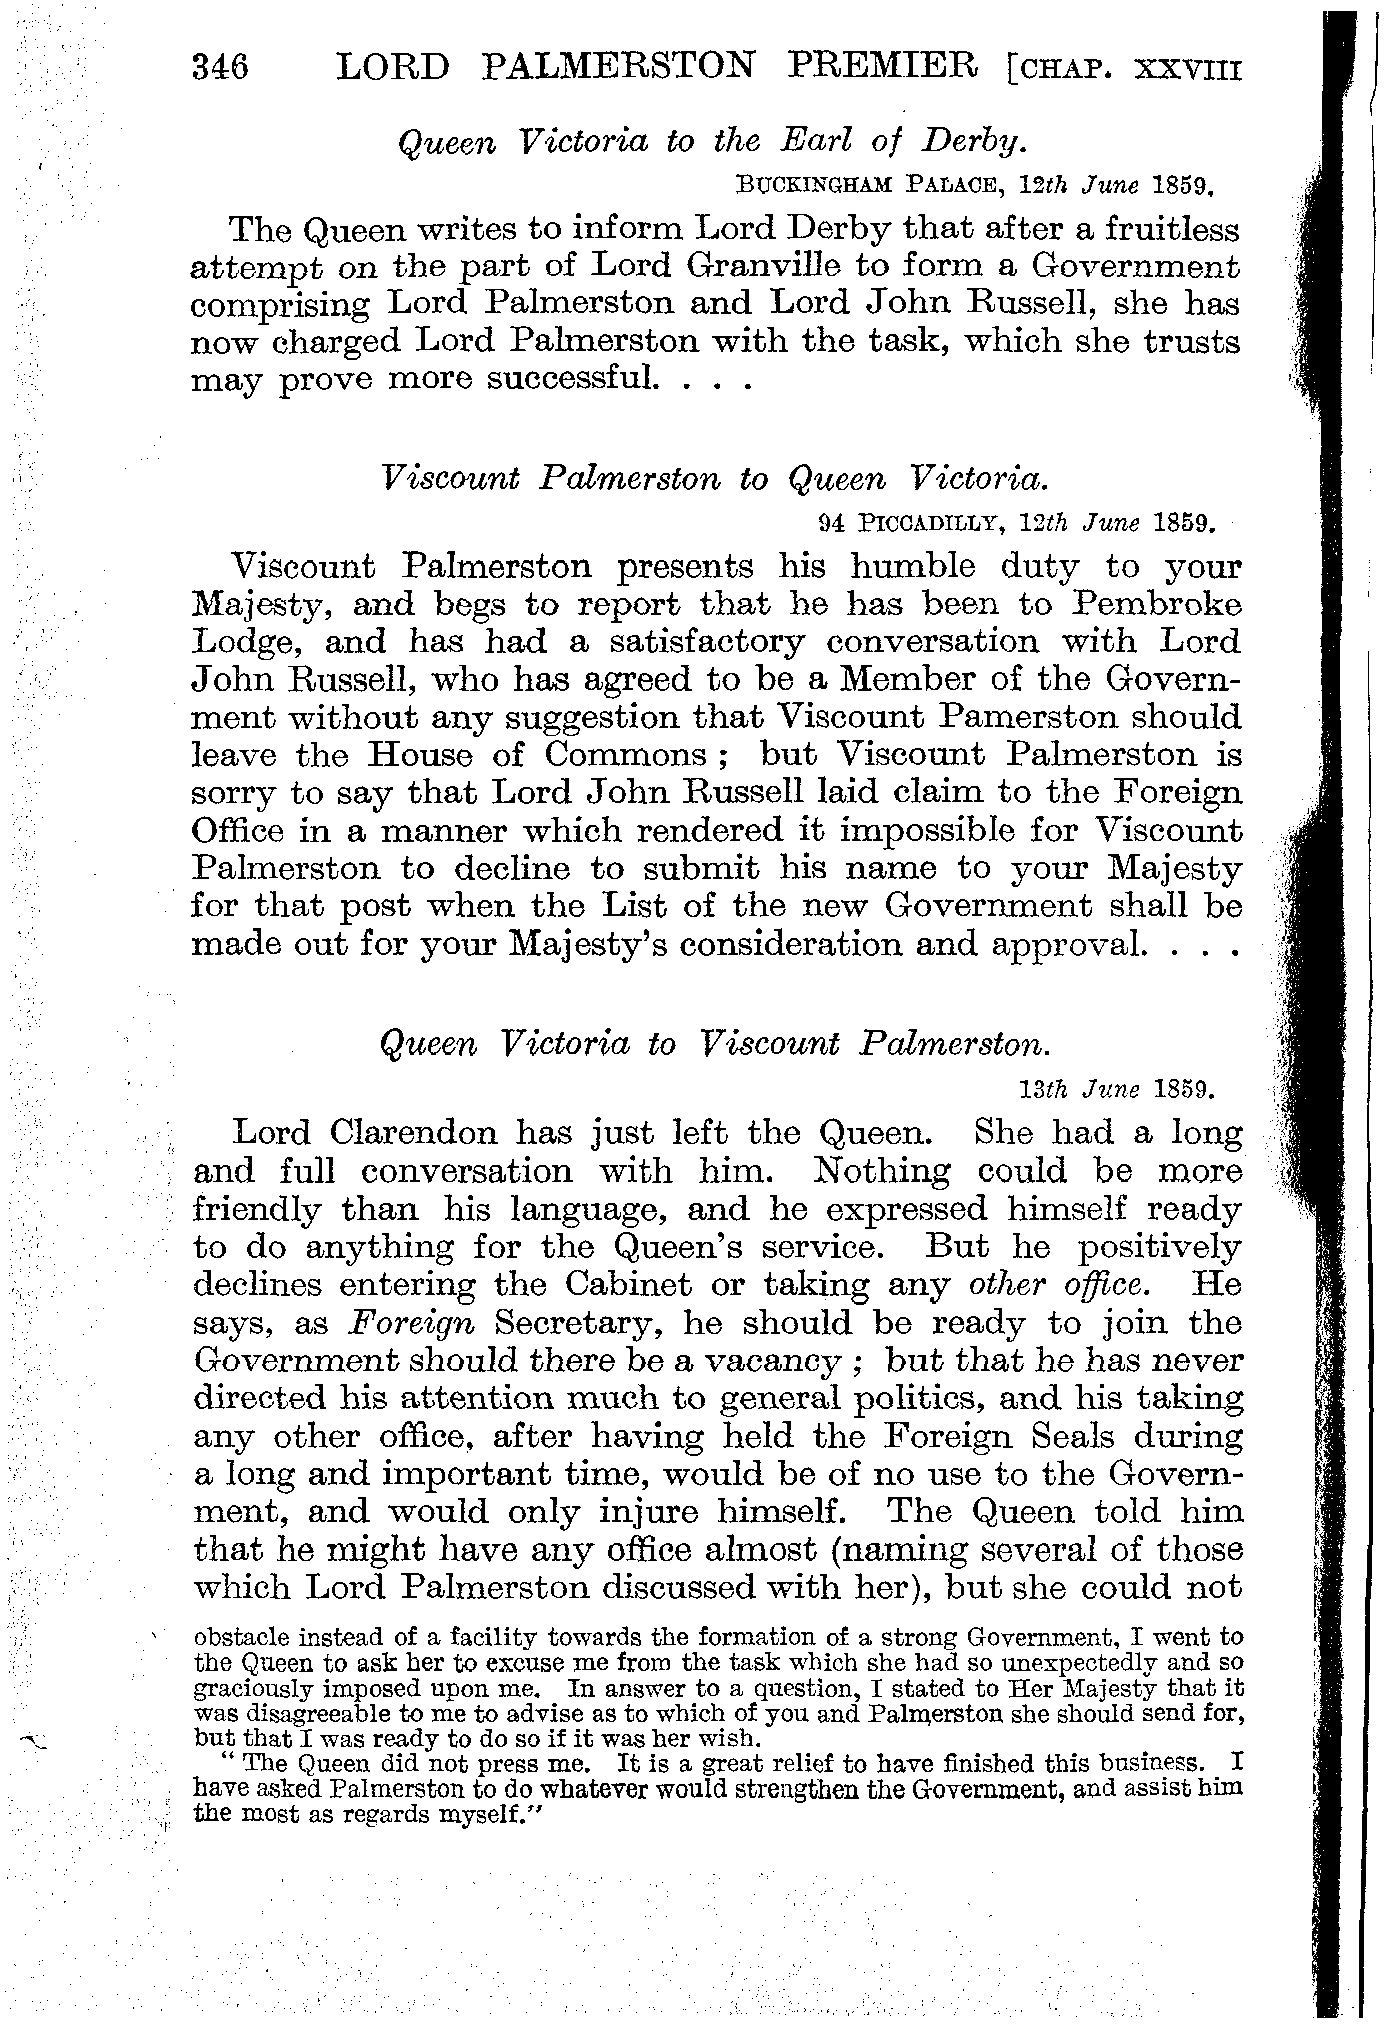 346 LORD PALMERSTON PREMIER [CHAP. XXVIII
Queen Victoria to the Earl of Derby.
BUCKINGHAM PALACE, 12th June 1859.
The Queen writes to inform Lord Derby that after a fruitless
attempt on the part of Lord Granville to form a Government
comprising Lord Palmerston and Lord John Russell, she has
now charged Lord Palmerston with the task, which she trusts
may prove more successful. . . .
Viscount Palmerston to Queen Victoria.
94 PICCADILLY, 12th June 1859.
Viscount Palmerston presents his humble duty to your
Majesty, and begs to report that he has been to Pembroke
Lodge, and has had a satisfactory conversation with Lord
John Russell, who has agreed to be a Member of the Govern-
ment without any suggestion that Viscount Pamerston should
leave the House of Commons ; but Viscount Palmerston is
sorry to say that Lord John Russell laid claim to the Foreign
Office in a manner which rendered it impossible for Viscount
Palmerston to decline to submit his name to your Majesty
for that post when the List of the new Government shall be
made out for your Majesty's consideration and approval. . . .
Queen Victoria to Viscount Palmerston.
13th June 1859.
Lord Clarendon has just left the Queen. She had a long
and full conversation with him. Nothing could be more
friendly than his language, and he expressed himself ready
to do anything for the Queen's service. But he positively
declines entering the Cabinet or taking any other office. He
says, as Foreign Secretary, he should be ready to join the
Government should there be a vacancy ; but that he has never
directed his attention much to general politics, and his taking
any other office, after having held the Foreign Seals during
a long and important time, would be of no use to the Govern-
ment, and would only injure himself. The Queen told him
that he might have any office almost (naming several of those
which Lord Palmerston discussed with her), but she could not
obstacle instead of a facility towards the formation of a strong Government, I went to
the Queen to ask her to excuse me from the task which she had so unexpectedly and so
graciously imposed upon me. In answer to a question, I stated to Her Majesty that it
was disagreeable to me to advise as to which of you and Palmerston she should send for,
but that I was ready to do so if it was her wish.
" The Queen did not press me. It is a great relief to have finished this business. I
have asked Palmerston to do whatever would strengthen the Government, and assist him
the most as regards myself."